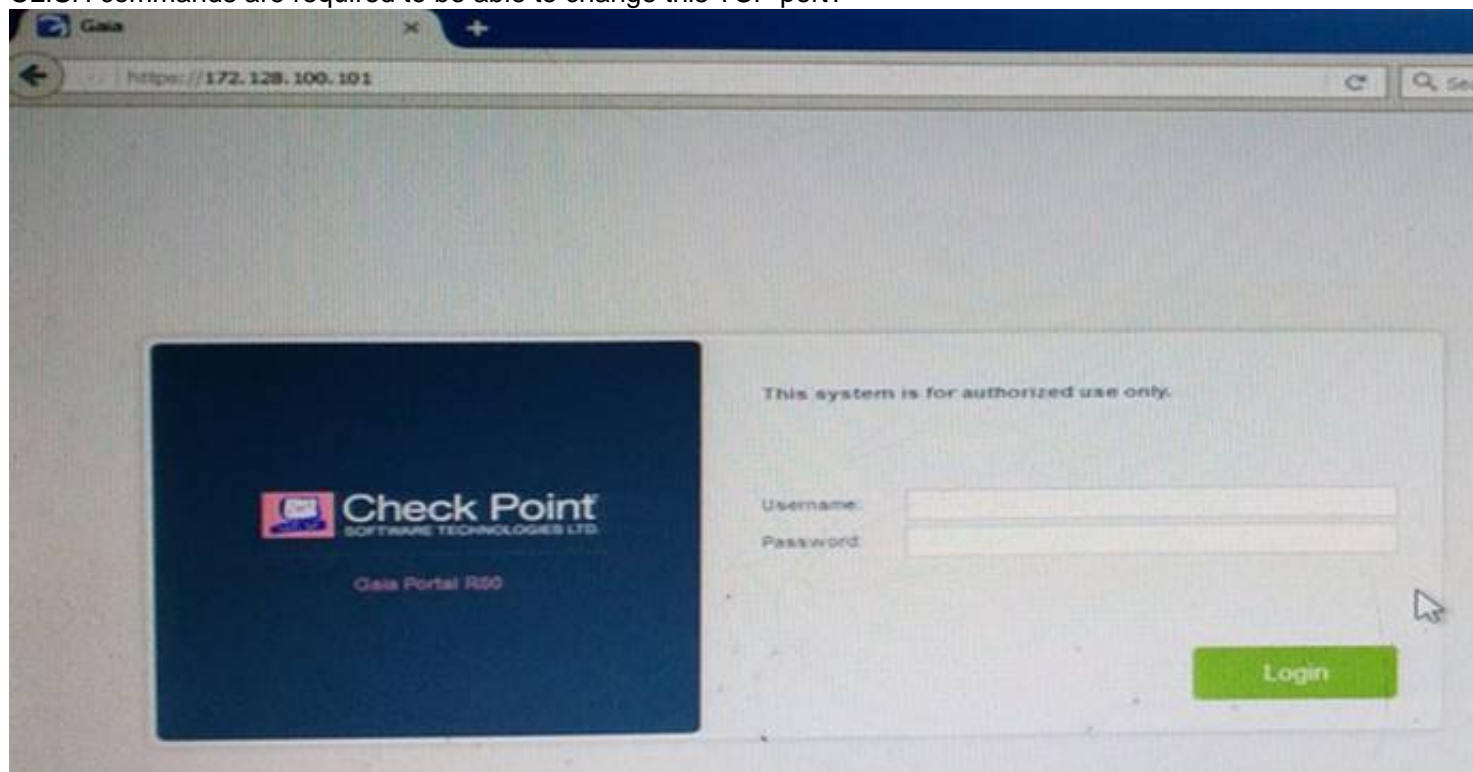 CLISH commands are required to be able to change this TCP port?
Gaia
https://172.128.100.101
This system is for authorized use only.
Check Point
SOFTWARE TECHNOLOGIES LTD.
Gaia Portal R80
Username:
Password:
Login